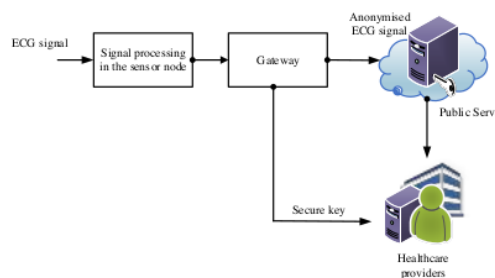 Anonymised
ECG signal
ECG signal
Signal processing
in the sensor node
Gateway
Public Serv
Secure key
Healthcare
providers